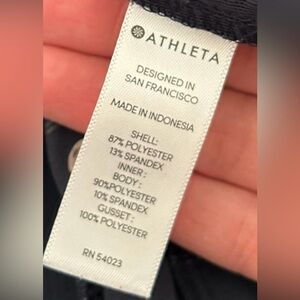 ATHLETA
DESIGNED IN
SAN FRANCISCO
MADE IN INDONESIA
SHELL:
87% POLYESTER
13% SPANDEX
INNER:
BODY:
90%POLYESTER
10% SPANDEX
GUSSET:
100% POLYESTER
RN 54023